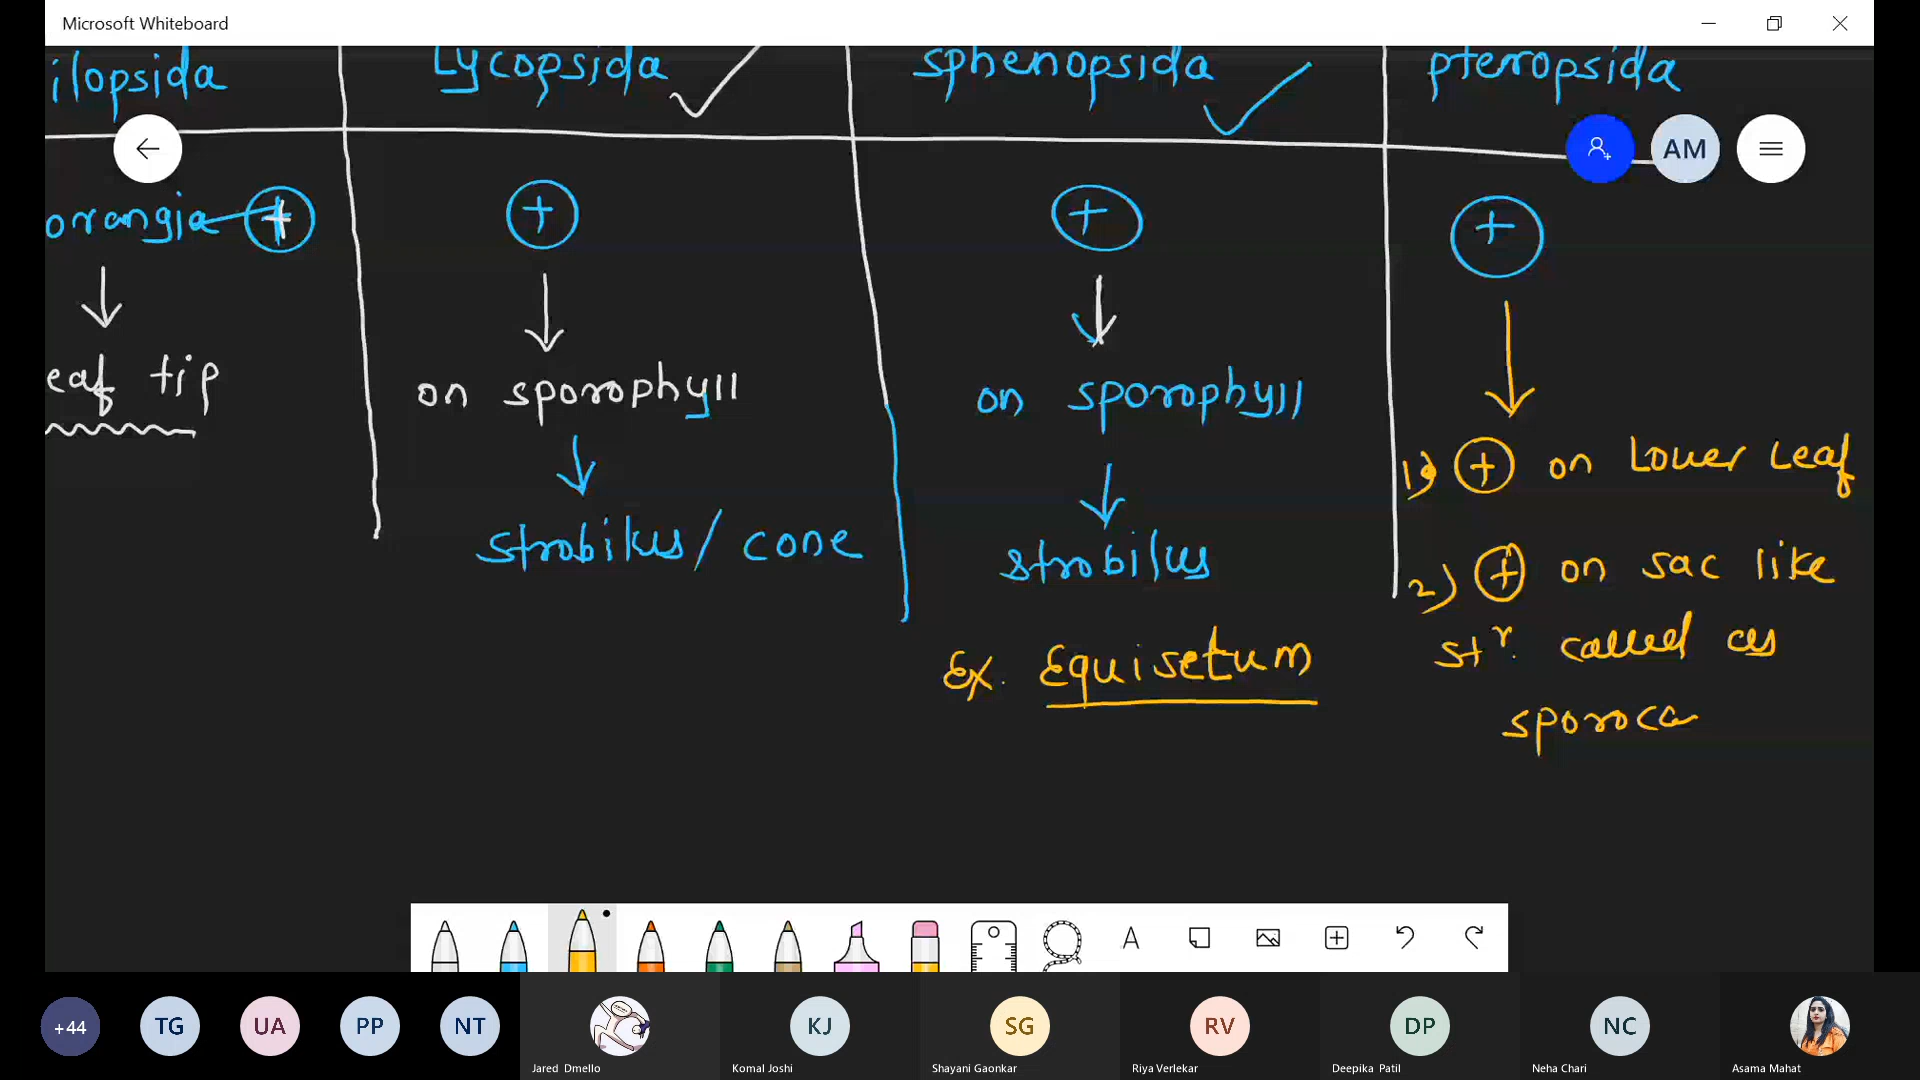 Microsoft Whiteboard
ilopsida Lycopsida sphenopsida pteropsida
AM
orangia + + + +
eaf tip on sporophyll on sporophyll
1) + on Lower Leaf
strobilus / cone strobilus 2) + on sac like
Ex. Equisetum str. called as
sporoca
A
+44 TG UA PP NT KJ SG RV DP NC
Jared Dmello Komal Joshi Shayani Gaonkar Riya Verlekar Deepika Patil Neha Chari Asama Mahat